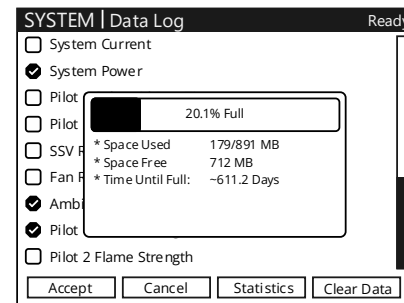 SYSTEM | Data Log Ready
System Current
System Power
Pilot
Pilot
SSV
Fan
Ambi
Pilot
Pilot 2 Flame Strength
20.1% Full
* Space Used 179/891 MB
* Space Free 712 MB
* Time Until Full: ~611.2 Days
Accept Cancel Statistics Clear Data